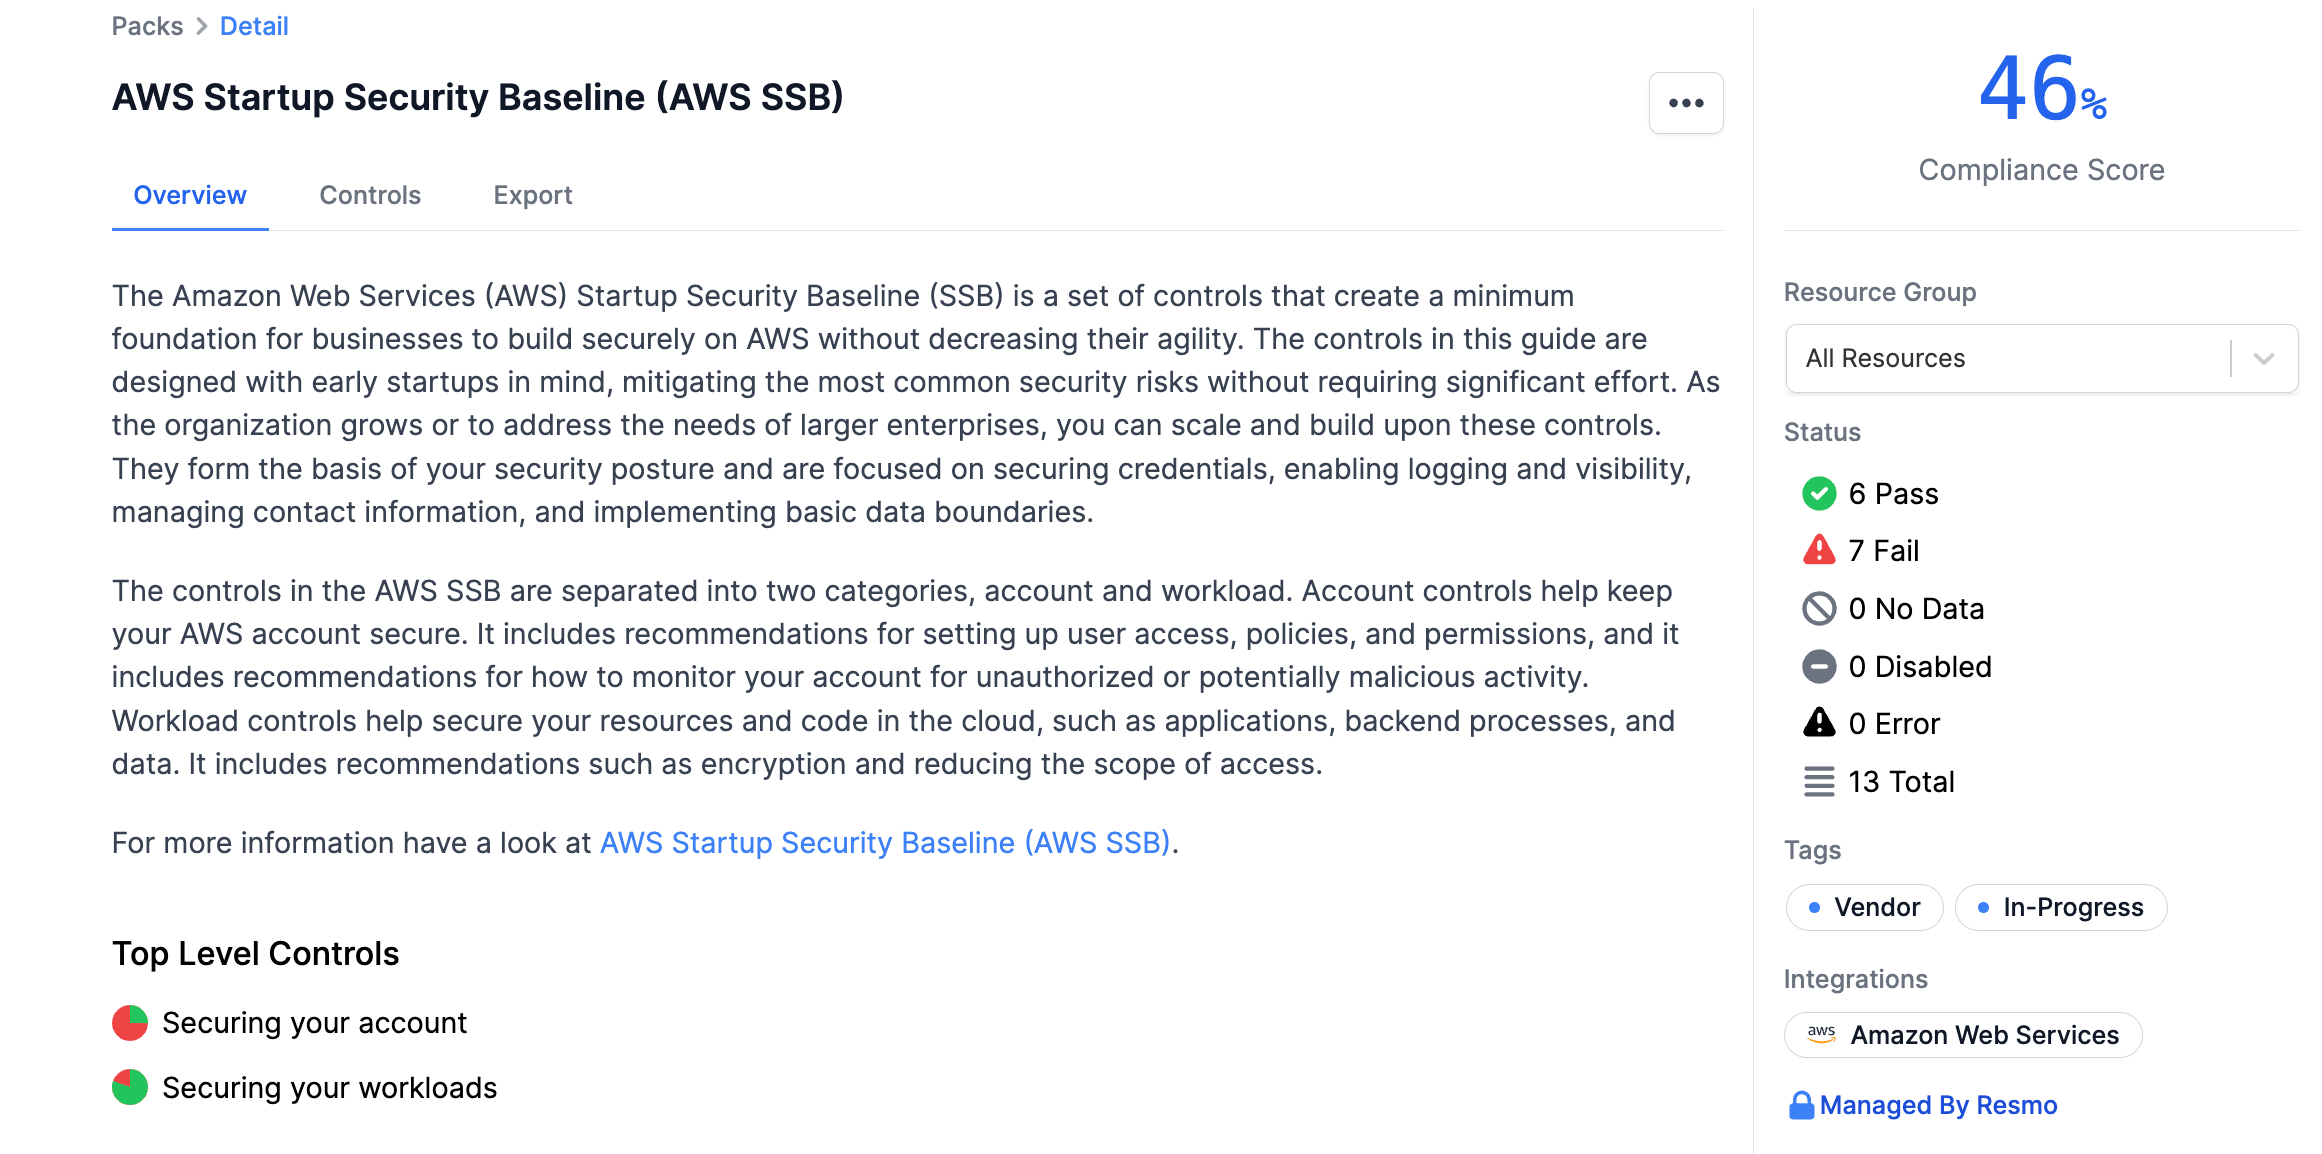 Packs > Detail
AWS Startup Security Baseline (AWS SSB)
Overview Controls Export
The Amazon Web Services (AWS) Startup Security Baseline (SSB) is a set of controls that create a minimum
foundation for businesses to build securely on AWS without decreasing their agility. The controls in this guide are
designed with early startups in mind, mitigating the most common security risks without requiring significant effort. As
the organization grows or to address the needs of larger enterprises, you can scale and build upon these controls.
They form the basis of your security posture and are focused on securing credentials, enabling logging and visibility,
managing contact information, and implementing basic data boundaries.
The controls in the AWS SSB are separated into two categories, account and workload. Account controls help keep
your AWS account secure. It includes recommendations for setting up user access, policies, and permissions, and it
includes recommendations for how to monitor your account for unauthorized or potentially malicious activity.
Workload controls help secure your resources and code in the cloud, such as applications, backend processes, and
data. It includes recommendations such as encryption and reducing the scope of access.
For more information have a look at AWS Startup Security Baseline (AWS SSB).
Top Level Controls
Securing your account
Securing your workloads
46%
Compliance Score
Resource Group
All Resources
Status
6 Pass
7 Fail
0 No Data
0 Disabled
0 Error
13 Total
Tags
Vendor In-Progress
Integrations
aws Amazon Web Services
Managed By Resmo